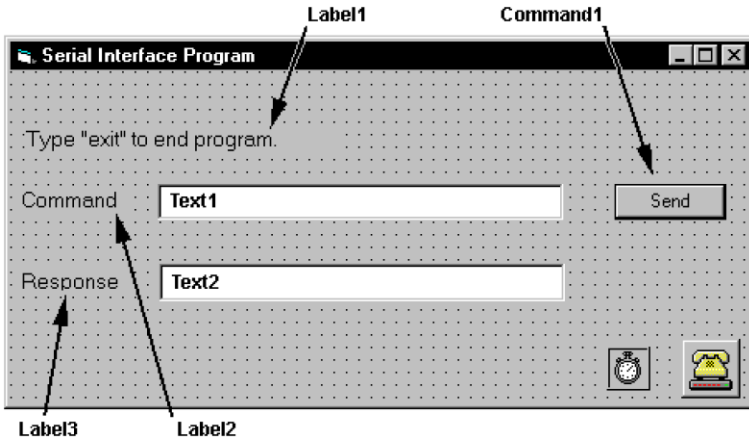 Label1 Command1
Serial Interface Program
Type "exit" to end program.
Command Text1 Send
Response Text2
Label3 Label2